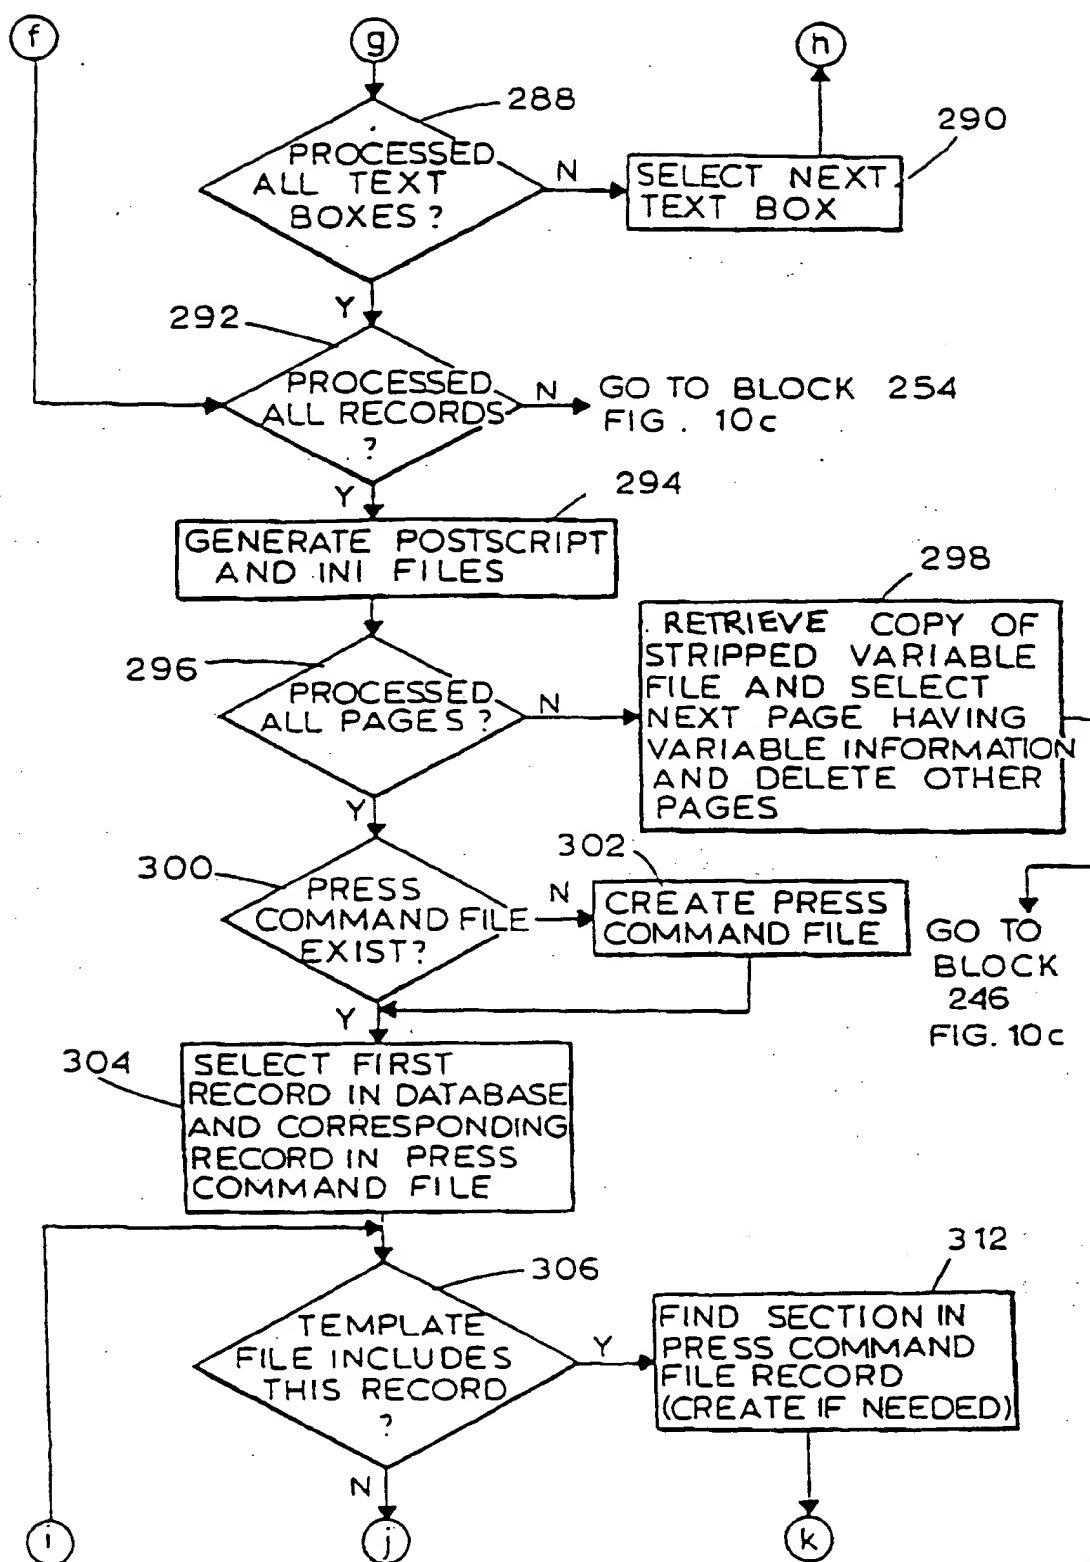 f
g
h
288
PROCESSED
ALL TEXT
BOXES?
N
290
SELECT NEXT
TEXT BOX
Y
292
PROCESSED
ALL RECORDS
?
N
GO TO BLOCK 254
FIG. 10c
Y
294
GENERATE POSTSCRIPT
AND INI FILES
296
PROCESSED
ALL PAGES?
N
298
RETRIEVE COPY OF
STRIPPED VARIABLE
FILE AND SELECT
NEXT PAGE HAVING
VARIABLE INFORMATION
AND DELETE OTHER
PAGES
Y
300
PRESS
COMMAND FILE
EXIST?
N
302
CREATE PRESS
COMMAND FILE
GO TO
BLOCK
246
FIG. 10c
Y
304
SELECT FIRST
RECORD IN DATABASE
AND CORRESPONDING
RECORD IN PRESS
COMMAND FILE
306
TEMPLATE
FILE INCLUDES
THIS RECORD
?
Y
312
FIND SECTION IN
PRESS COMMAND
FILE RECORD
(CREATE IF NEEDED)
N
i
j
k